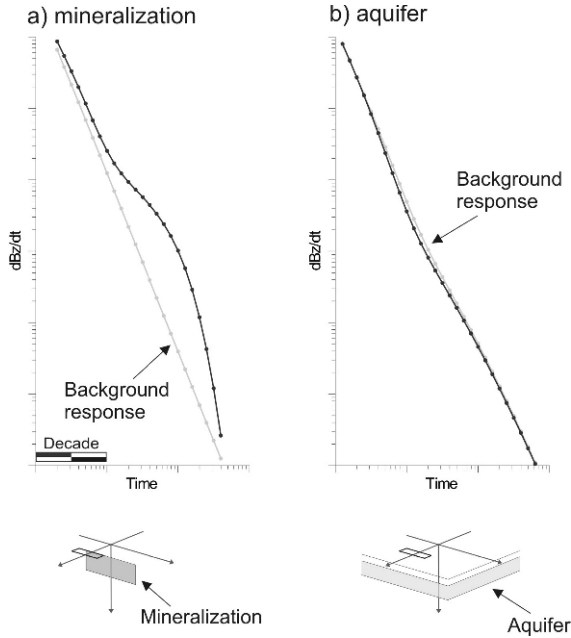 a) mineralization
b) aquifer
dBz/dt
Background
response
Decade
Time
dBz/dt
Background
response
Time
Mineralization
Aquifer